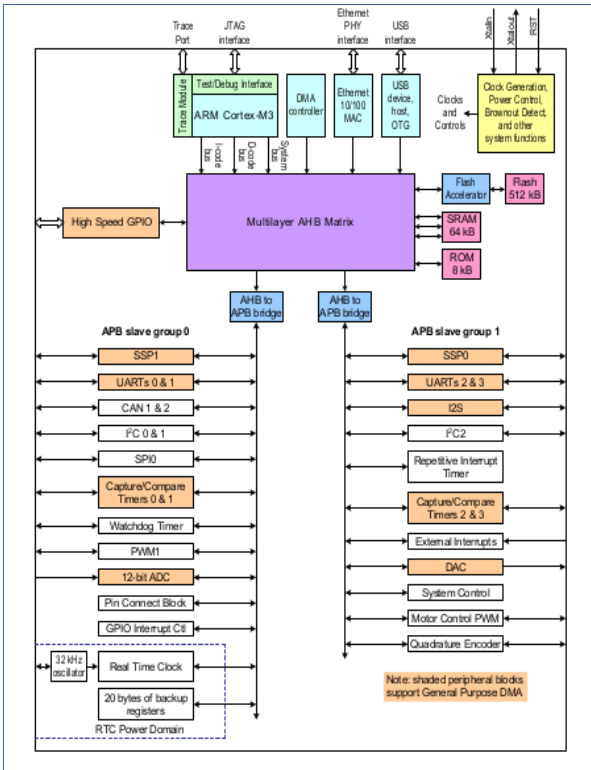 Trace
Port
JTAG
interface
Ethernet
PHY
interface
USB
interface
Xtalin
Xtalout
RST
Trace Module
Test/Debug Interface
ARM Cortex-M3
DMA
controller
Ethernet
10/100
MAC
USB
device,
host,
OTG
Clocks
and
Controls
Clock Generation,
Power Control,
Brownout Detect,
and other
system functions
I-code
bus
D-code
bus
System
bus
High Speed GPIO
Multilayer AHB Matrix
Flash
Accelerator
Flash
512 kB
SRAM
64 kB
ROM
8 kB
AHB to
APB bridge
AHB to
APB bridge
APB slave group 0
SSP1
UARTs 0 & 1
CAN 1 & 2
I²C 0 & 1
SPI0
Capture/Compare
Timers 0 & 1
Watchdog Timer
PWM1
12-bit ADC
Pin Connect Block
GPIO Interrupt Ctl
32 kHz
oscillator
Real Time Clock
20 bytes of backup
registers
RTC Power Domain
APB slave group 1
SSP0
UARTs 2 & 3
I2S
I²C2
Repetitive Interrupt
Timer
Capture/Compare
Timers 2 & 3
External Interrupts
DAC
System Control
Motor Control PWM
Quadrature Encoder
Note: shaded peripheral blocks
support General Purpose DMA